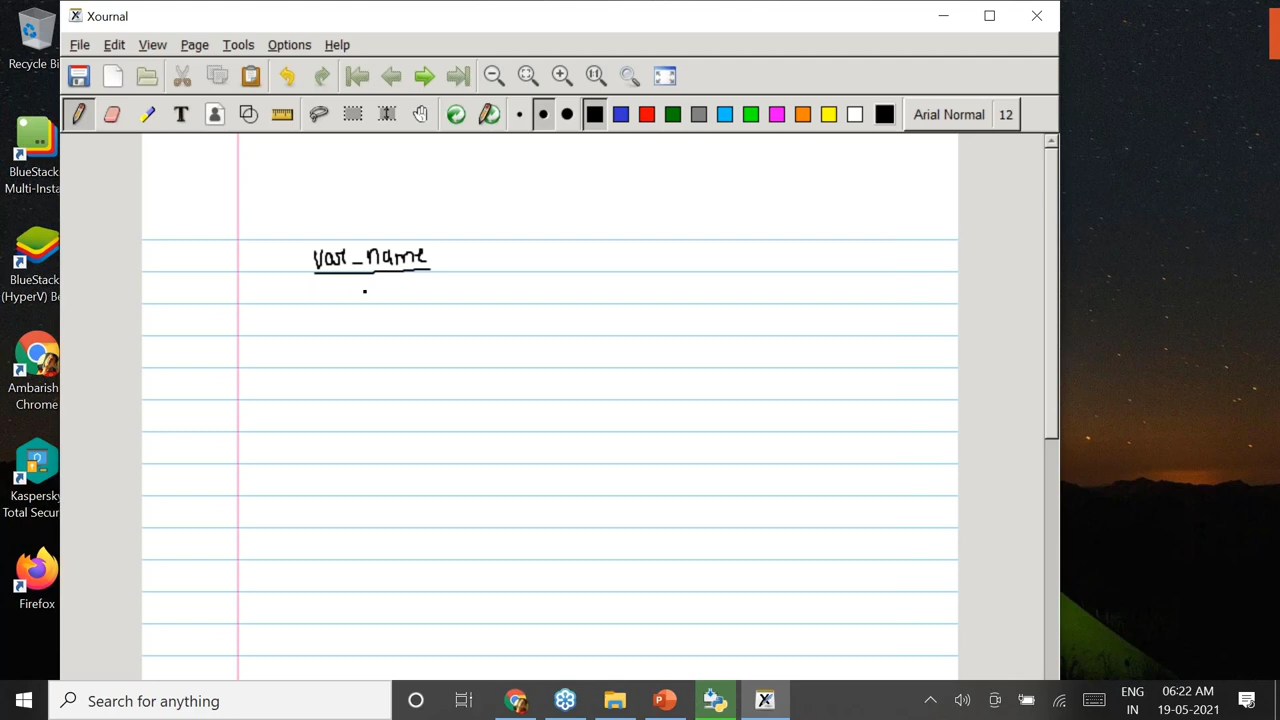 Xournal
File Edit View Page Tools Options Help
Arial Normal 12
var_name
Recycle Bi
BlueStack
Multi-Insta
BlueStack
(HyperV) Be
Ambarish
Chrome
Kaspersky
Total Secur
Firefox
Search for anything
ENG
IN
06:22 AM
19-05-2021